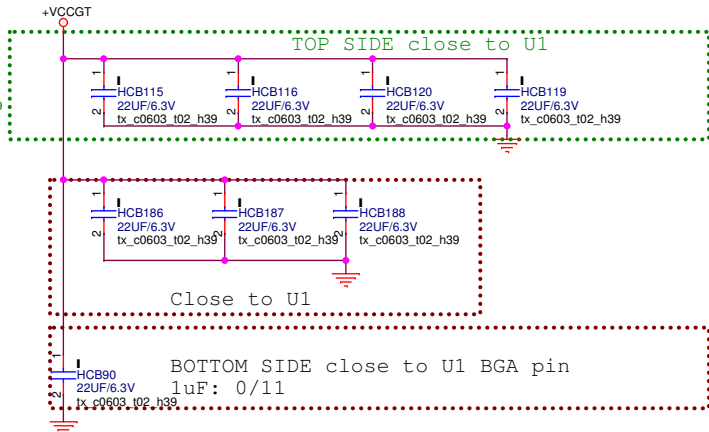 +VCCGT
TOP SIDE close to U1
1 1 1 1
HCB115 HCB116 HCB120 HCB119
22UF/6.3V 22UF/6.3V 22UF/6.3V 22UF/6.3V
2 2 2 2
tx_c0603_t02_h39 tx_c0603_t02_h39 tx_c0603_t02_h39 tx_c0603_t02_h39
1 1 1
HCB186 HCB187 HCB188
22UF/6.3V 22UF/6.3V 22UF/6.3V
2 2 2
tx_c0603_t02_h39 tx_c0603_t02_h39 tx_c0603_t02_h39
Close to U1
1
BOTTOM SIDE close to U1 BGA pin
HCB90
22UF/6.3V
1uF: 0/11
2
tx_c0603_t02_h39